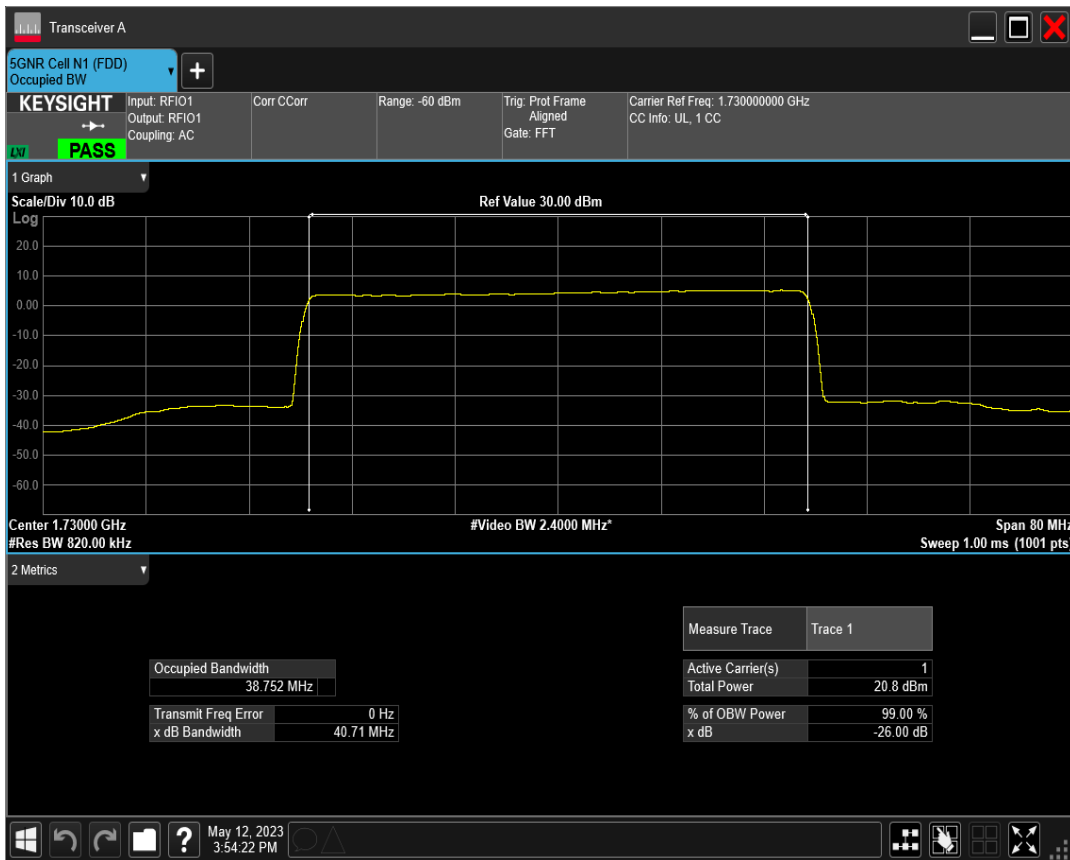 Transceiver A
5GNR Cell N1 (FDD)
Occupied BW
+
KEYSIGHT
LXI
PASS
Input: RFIO1
Output: RFIO1
Coupling: AC
Corr CCorr
Range: -60 dBm
Trig: Prot Frame
Aligned
Gate: FFT
Carrier Ref Freq: 1.730000000 GHz
CC Info: UL, 1 CC
1 Graph
Scale/Div 10.0 dB
Ref Value 30.00 dBm
Log
20.0
10.0
0.00
-10.0
-20.0
-30.0
-40.0
-50.0
-60.0
Center 1.73000 GHz
#Video BW 2.4000 MHz*
Span 80 MHz
#Res BW 820.00 kHz
Sweep 1.00 ms (1001 pts)
2 Metrics
Measure Trace Trace 1
Occupied Bandwidth
38.752 MHz
Transmit Freq Error 0 Hz
x dB Bandwidth 40.71 MHz
Active Carrier(s) 1
Total Power 20.8 dBm
% of OBW Power 99.00 %
x dB -26.00 dB
?
May 12, 2023
3:54:22 PM